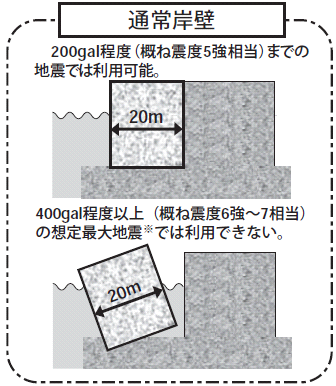 通常岸壁
200gal程度(概ね震度5強相当)までの
地震では利用可能。
20m
400gal程度以上(概ね震度6強～7相当)
の想定最大地震※では利用できない。
20m